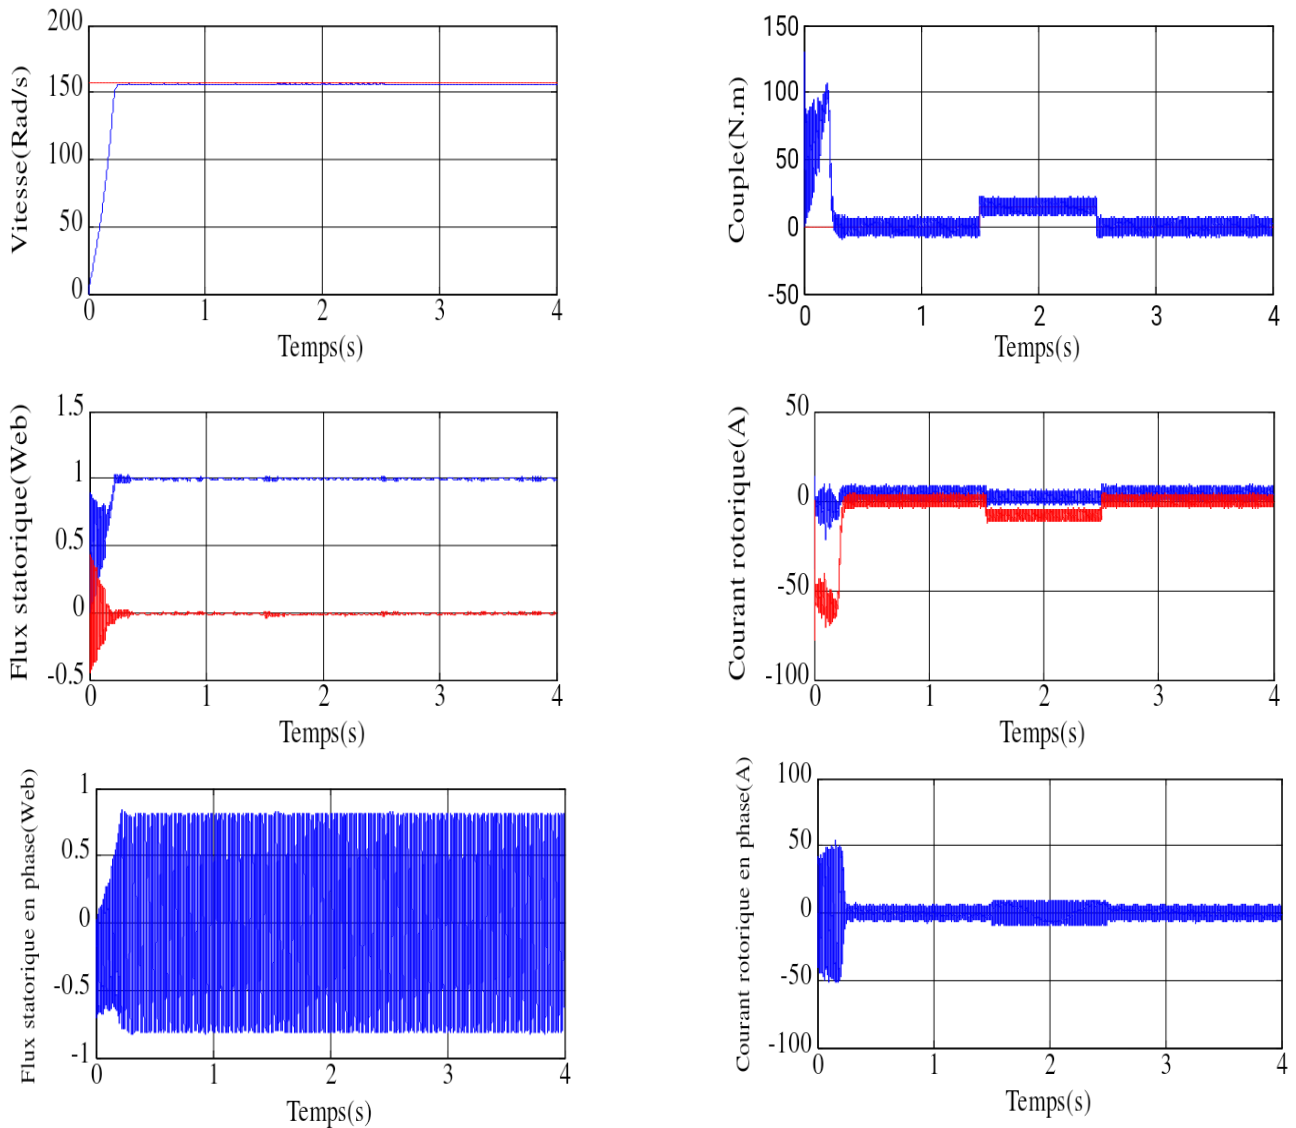 Vitesse(Rad/s)
200
150
100
50
0
0 1 2 3 4
Temps(s)
Couple(N.m)
150
100
50
0
-50
0 1 2 3 4
Temps(s)
Flux statorique(Web)
1.5
1
0.5
0
-0.5
0 1 2 3 4
Temps(s)
Courant rotorique(A)
50
0
-50
-100
0 1 2 3 4
Temps(s)
Flux statorique en phase(Web)
1
0.5
0
-0.5
-1
0 1 2 3 4
Temps(s)
Courant rotorique en phase(A)
100
50
0
-50
-100
0 1 2 3 4
Temps(s)